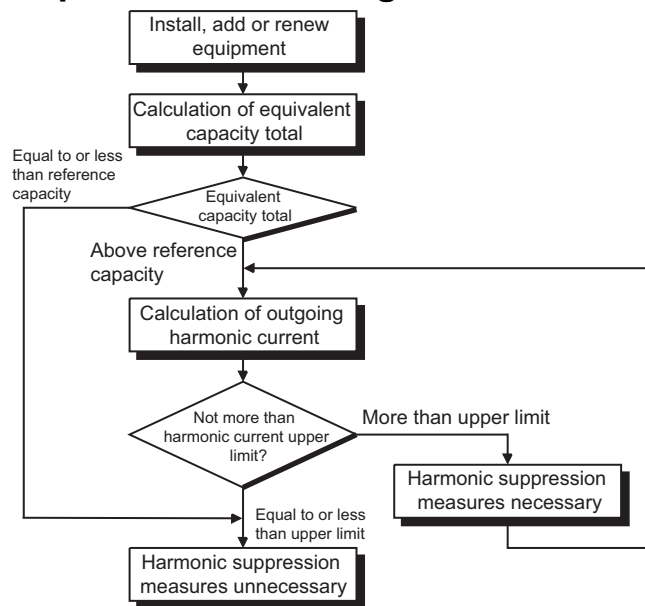 Install, add or renew
equipment
Calculation of equivalent
capacity total
Equal to or less
than reference
capacity
Equivalent
capacity total
Above reference
capacity
Calculation of outgoing
harmonic current
Not more than
harmonic current upper
limit?
More than upper limit
Harmonic suppression
measures necessary
Equal to or less
than upper limit
Harmonic suppression
measures unnecessary